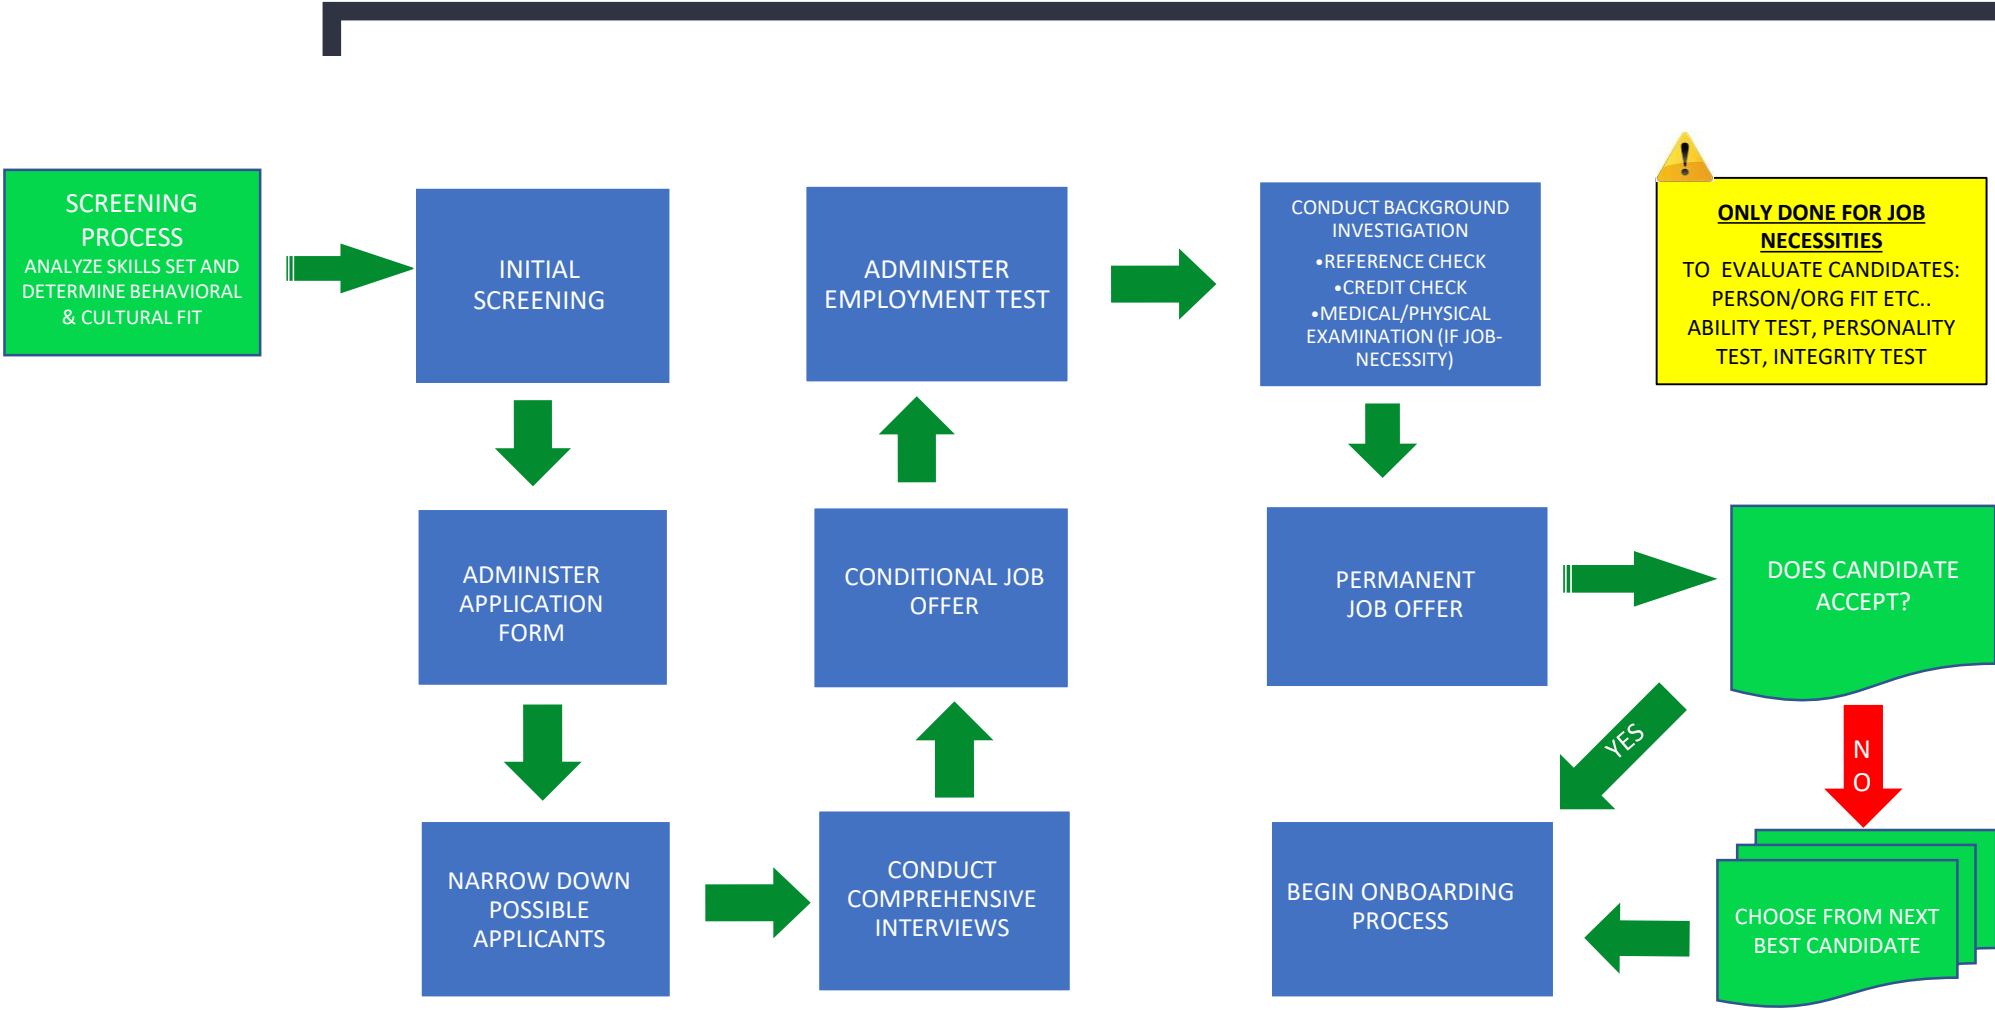 SCREENING
PROCESS
ANALYZE SKILLS SET AND
DETERMINE BEHAVIORAL
& CULTURAL FIT
INITIAL
SCREENING
ADMINISTER
APPLICATION
FORM
NARROW DOWN
POSSIBLE
APPLICANTS
CONDUCT
COMPREHENSIVE
INTERVIEWS
CONDITIONAL JOB
OFFER
ADMINISTER
EMPLOYMENT TEST
CONDUCT BACKGROUND
INVESTIGATION
•REFERENCE CHECK
•CREDIT CHECK
•MEDICAL/PHYSICAL
EXAMINATION (IF JOB-
NECESSITY)
PERMANENT
JOB OFFER
DOES CANDIDATE
ACCEPT?
YES
N
O
CHOOSE FROM NEXT
BEST CANDIDATE
BEGIN ONBOARDING
PROCESS
ONLY DONE FOR JOB
NECESSITIES
TO  EVALUATE CANDIDATES:
PERSON/ORG FIT ETC..
ABILITY TEST, PERSONALITY
TEST, INTEGRITY TEST